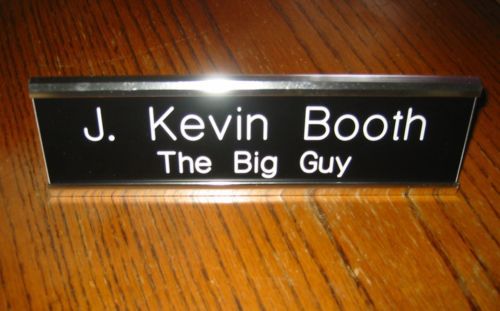 J. Kevin Booth
The Big Guy